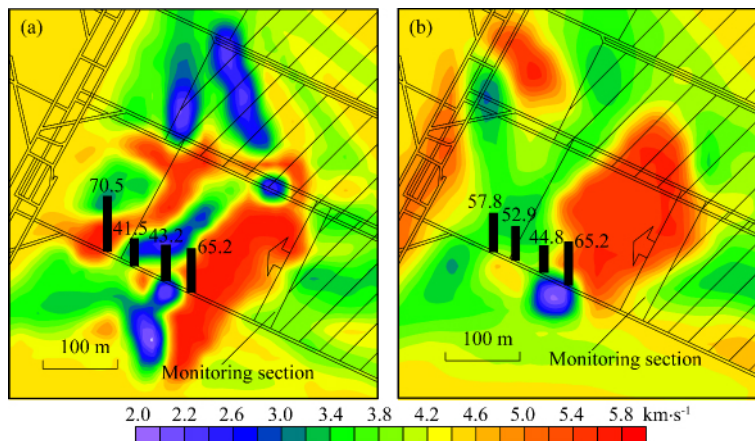 (a)
70.5
41.5
43.2
65.2
100 m
Monitoring section
(b)
57.8
52.9
44.8
65.2
100 m
Monitoring section
2.0 2.2 2.6 3.0 3.4 3.8 4.2 4.6 5.0 5.4 5.8 km·s⁻¹